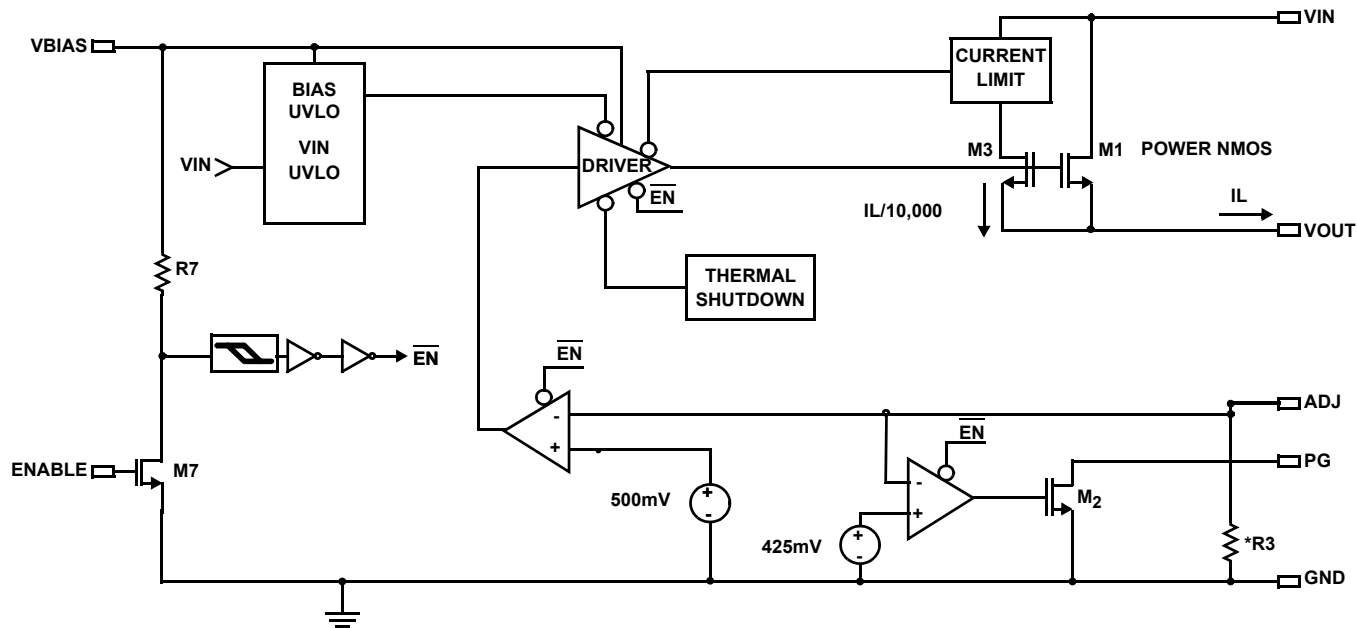 VIN
VBIAS
CURRENT
LIMIT
BIAS
UVLO
VIN
UVLO
VIN
DRIVER
EN
M3
M1
POWER NMOS
IL/10,000
IL
VOUT
R7
THERMAL
SHUTDOWN
EN
EN
-
+
ADJ
EN
ENABLE
M7
500mV
+
-
-
+
M2
PG
425mV
+
-
*R3
GND